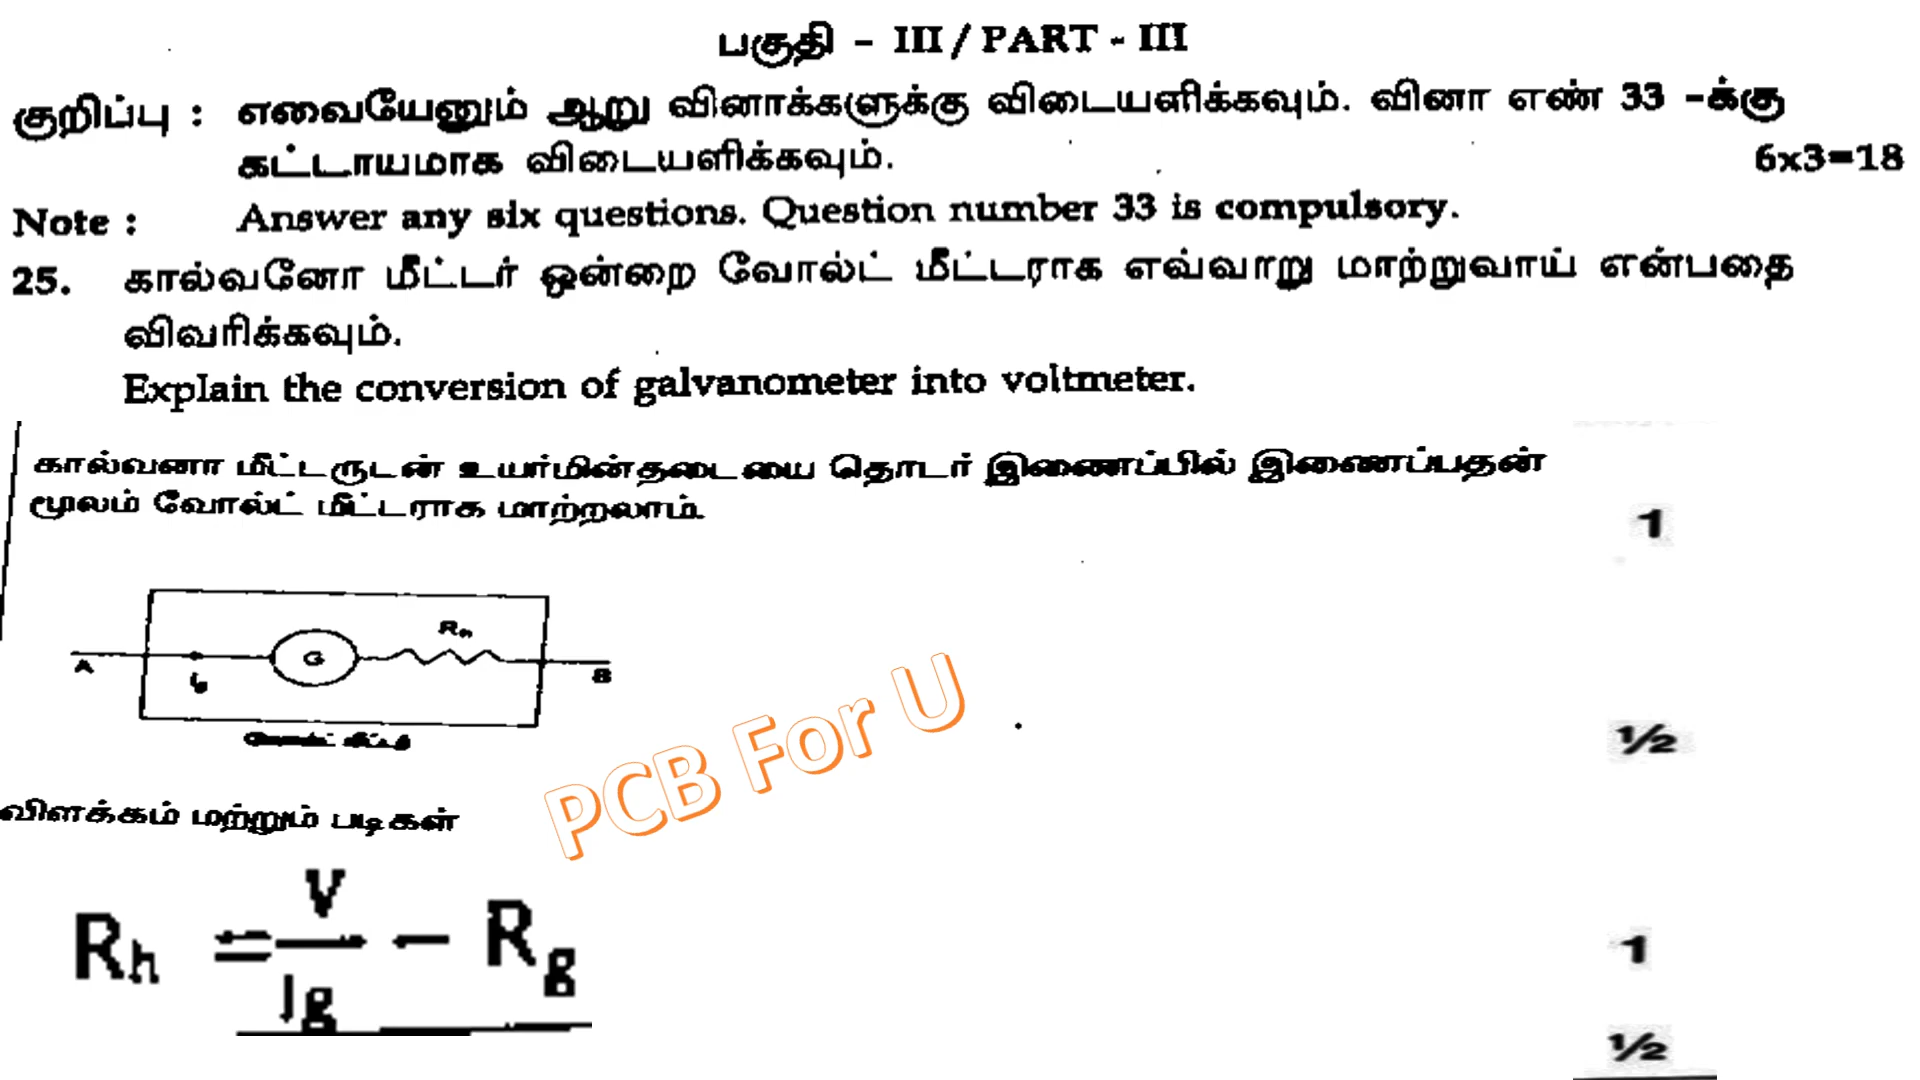 பகுதி - III / PART - III
குறிப்பு : எவையேனும் ஆறு வினாக்களுக்கு விடையளிக்கவும். வினா எண் 33 -க்கு
கட்டாயமாக விடையளிக்கவும். 6x3=18
Note : Answer any six questions. Question number 33 is compulsory.
25. கால்வனோ மீட்டர் ஒன்றை வோல்ட் மீட்டராக எவ்வாறு மாற்றுவாய் என்பதை
விவரிக்கவும்.
Explain the conversion of galvanometer into voltmeter.
கால்வனா மீட்டருடன் உயர்மின்தடையை தொடர் இணைப்பில் இணைப்பதன்
மூலம் வோல்ட் மீட்டராக மாற்றலாம்.
1
Rh
A G B
Ig
½
PCB For U
விளக்கம் மற்றும் படிகள்
Rh = V/Ig - Rg
1
½